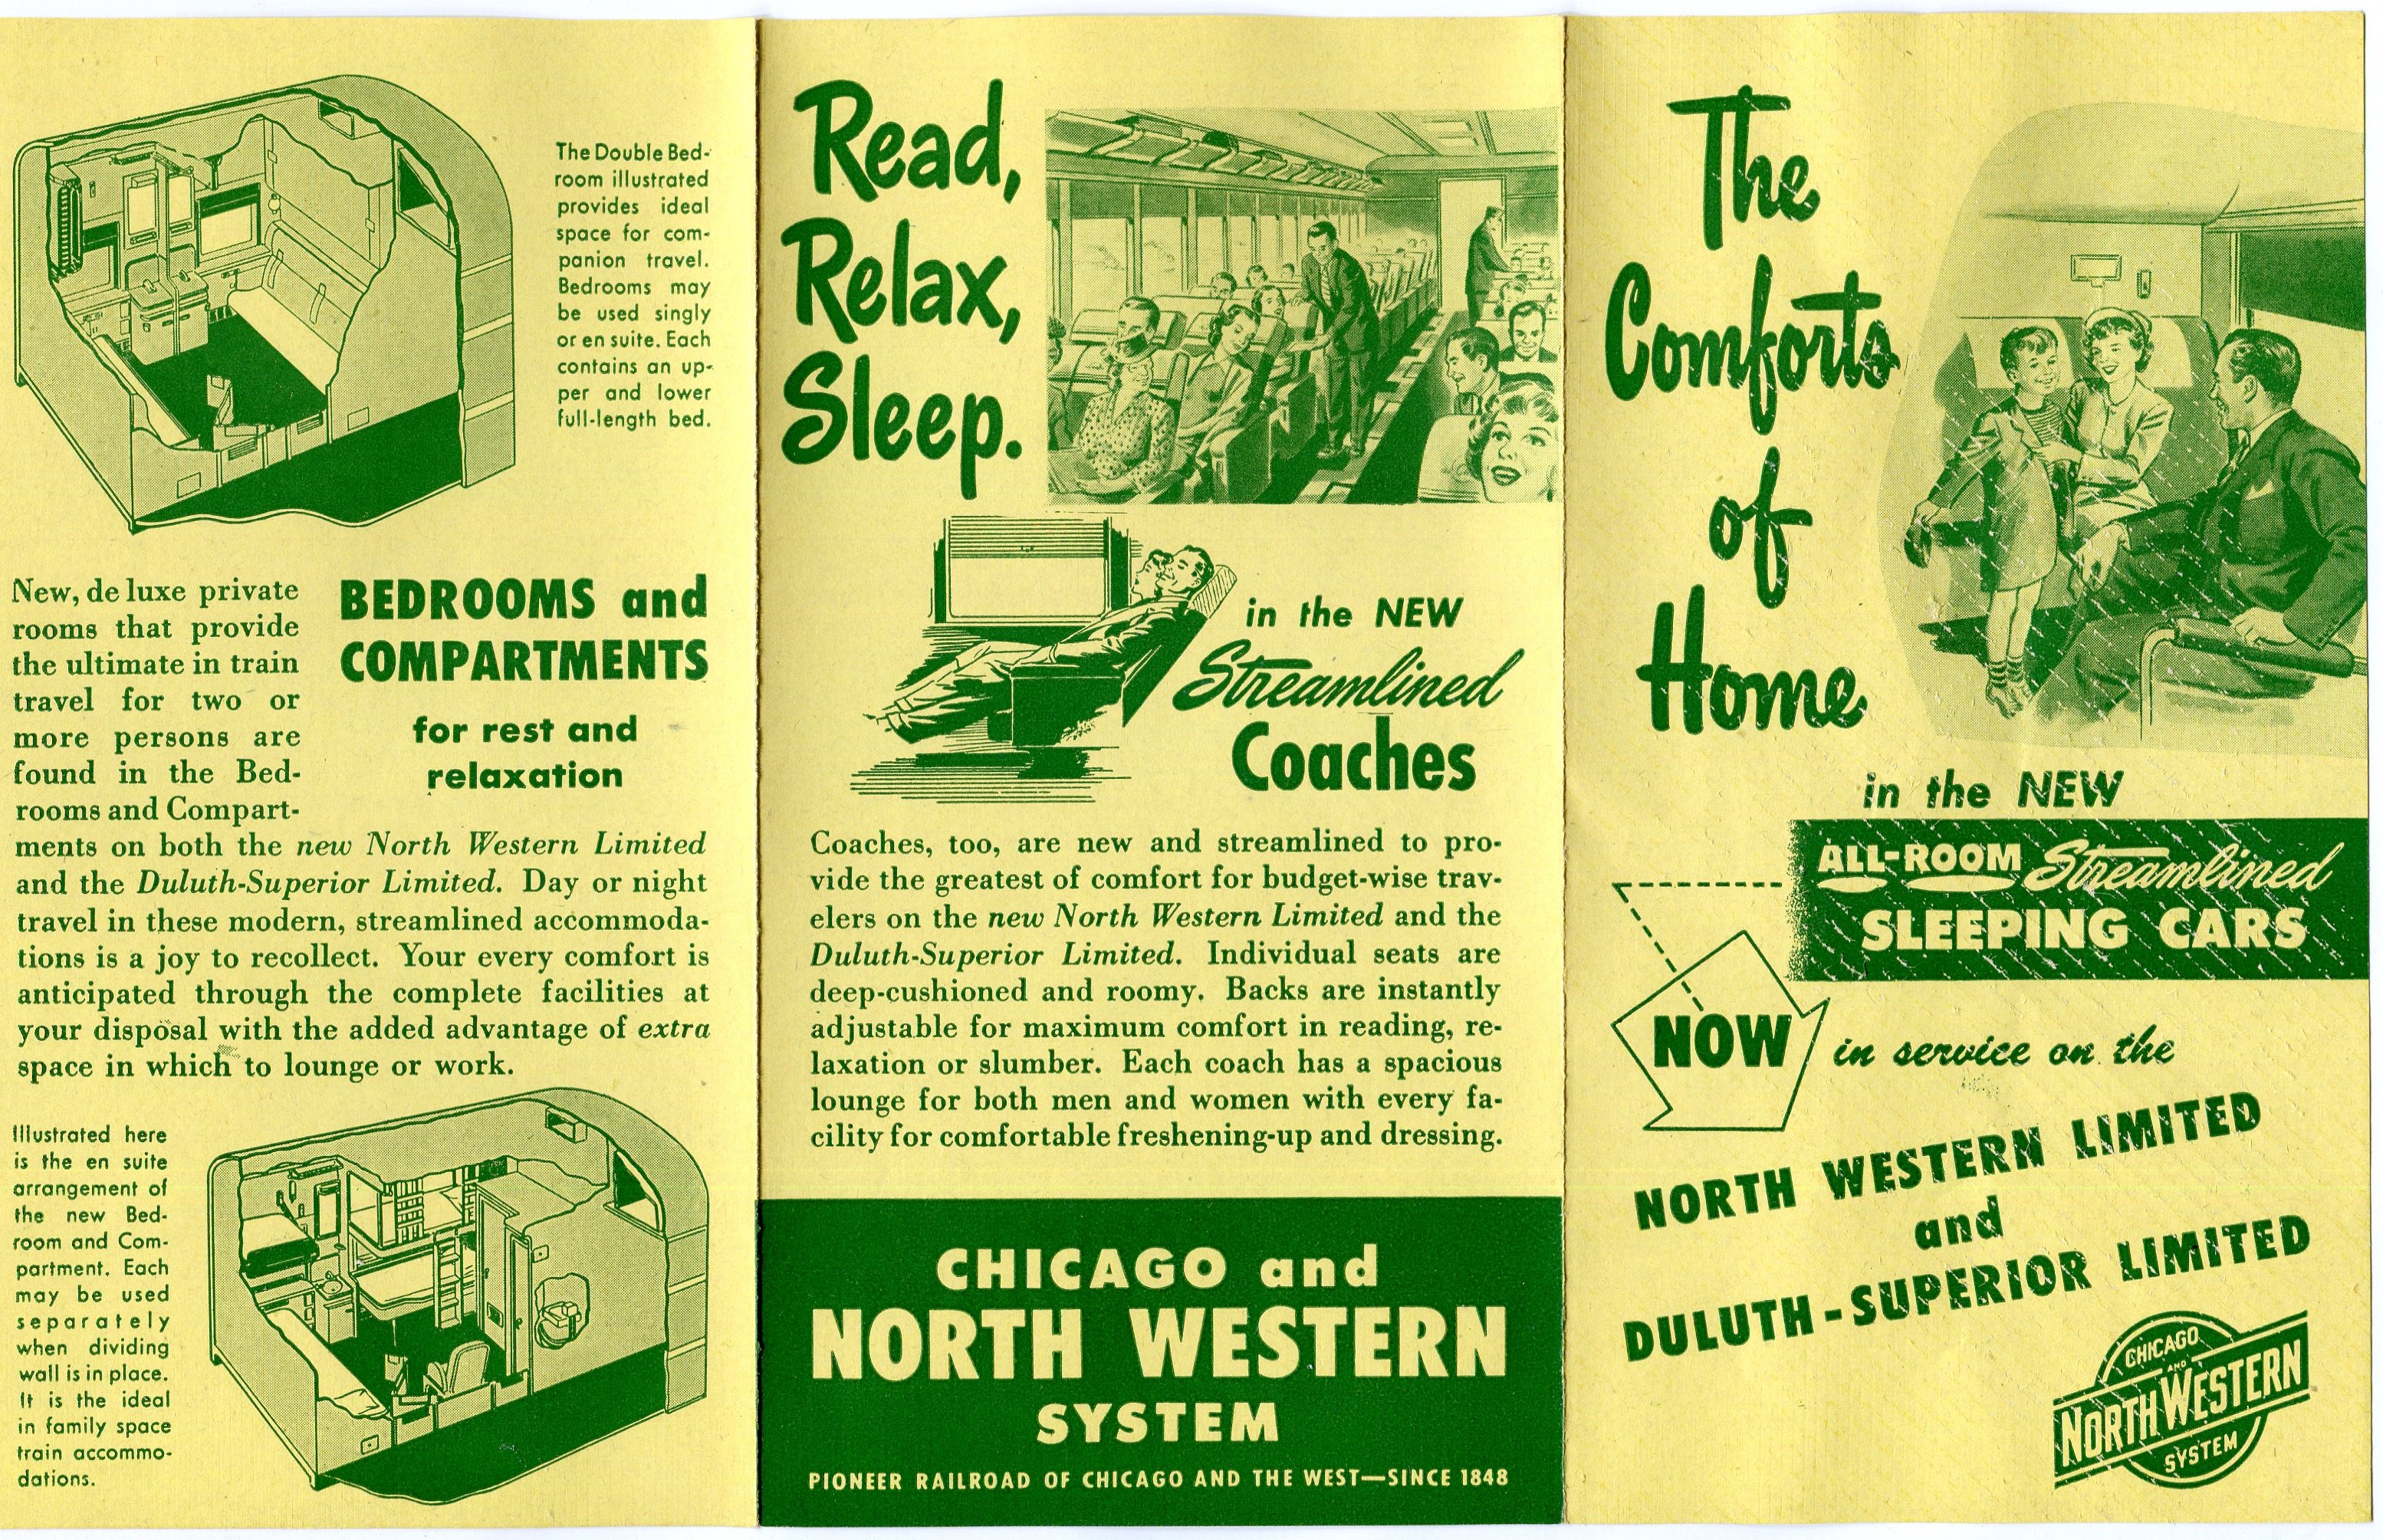 The Double Bed-
room illustrated
provides ideal
space for com-
panion travel.
Bedrooms may
be used singly
or en suite. Each
contains an up-
per and lower
full-length bed.
BEDROOMS and
COMPARTMENTS
for rest and
relaxation
New, de luxe private
rooms that provide
the ultimate in train
travel for two or
more persons are
found in the Bed-
rooms and Compart-
ments on both the new North Western Limited
and the Duluth-Superior Limited. Day or night
travel in these modern, streamlined accommoda-
tions is a joy to recollect. Your every comfort is
anticipated through the complete facilities at
your disposal with the added advantage of extra
space in which to lounge or work.
Illustrated here
is the en suite
arrangement of
the new Bed-
room and Com-
partment. Each
may be used
separately
when dividing
wall is in place.
It is the ideal
in family space
train accommo-
dations.
Read,
Relax,
Sleep.
in the NEW
Streamlined
Coaches
Coaches, too, are new and streamlined to pro-
vide the greatest of comfort for budget-wise trav-
elers on the new North Western Limited and the
Duluth-Superior Limited. Individual seats are
deep-cushioned and roomy. Backs are instantly
adjustable for maximum comfort in reading, re-
laxation or slumber. Each coach has a spacious
lounge for both men and women with every fa-
cility for comfortable freshening-up and dressing.
CHICAGO and
NORTH WESTERN
SYSTEM
PIONEER RAILROAD OF CHICAGO AND THE WEST—SINCE 1848
The
Comforts
of
Home
in the NEW
ALL-ROOM Streamlined
SLEEPING CARS
NOW in service on the
NORTH WESTERN LIMITED
and
DULUTH-SUPERIOR LIMITED
CHICAGO
AND
NORTH WESTERN
SYSTEM